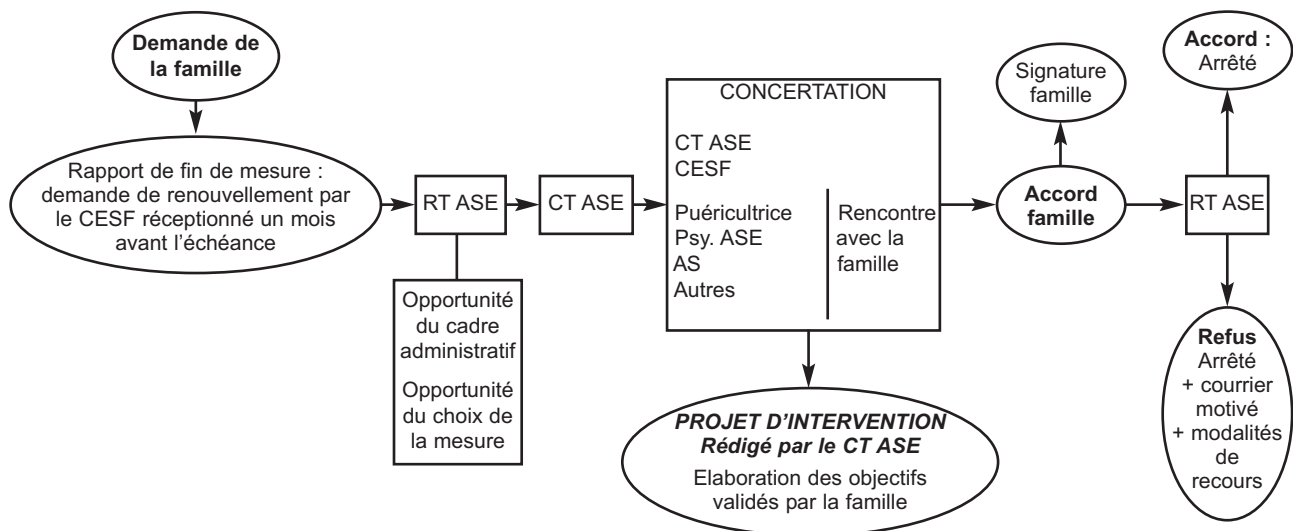 Demande de
la famille
Rapport de fin de mesure :
demande de renouvellement par
le CESF réceptionné un mois
avant l'échéance
RT ASE
Opportunité
du cadre
administratif
Opportunité
du choix de
la mesure
CT ASE
CONCERTATION
CT ASE
CESF
Puéricultrice
Psy. ASE
AS
Autres
Rencontre
avec la
famille
PROJET D'INTERVENTION
Rédigé par le CT ASE
Elaboration des objectifs
validés par la famille
Signature
famille
Accord
famille
Accord :
Arrêté
RT ASE
Refus
Arrêté
+ courrier
motivé
+ modalités
de
recours